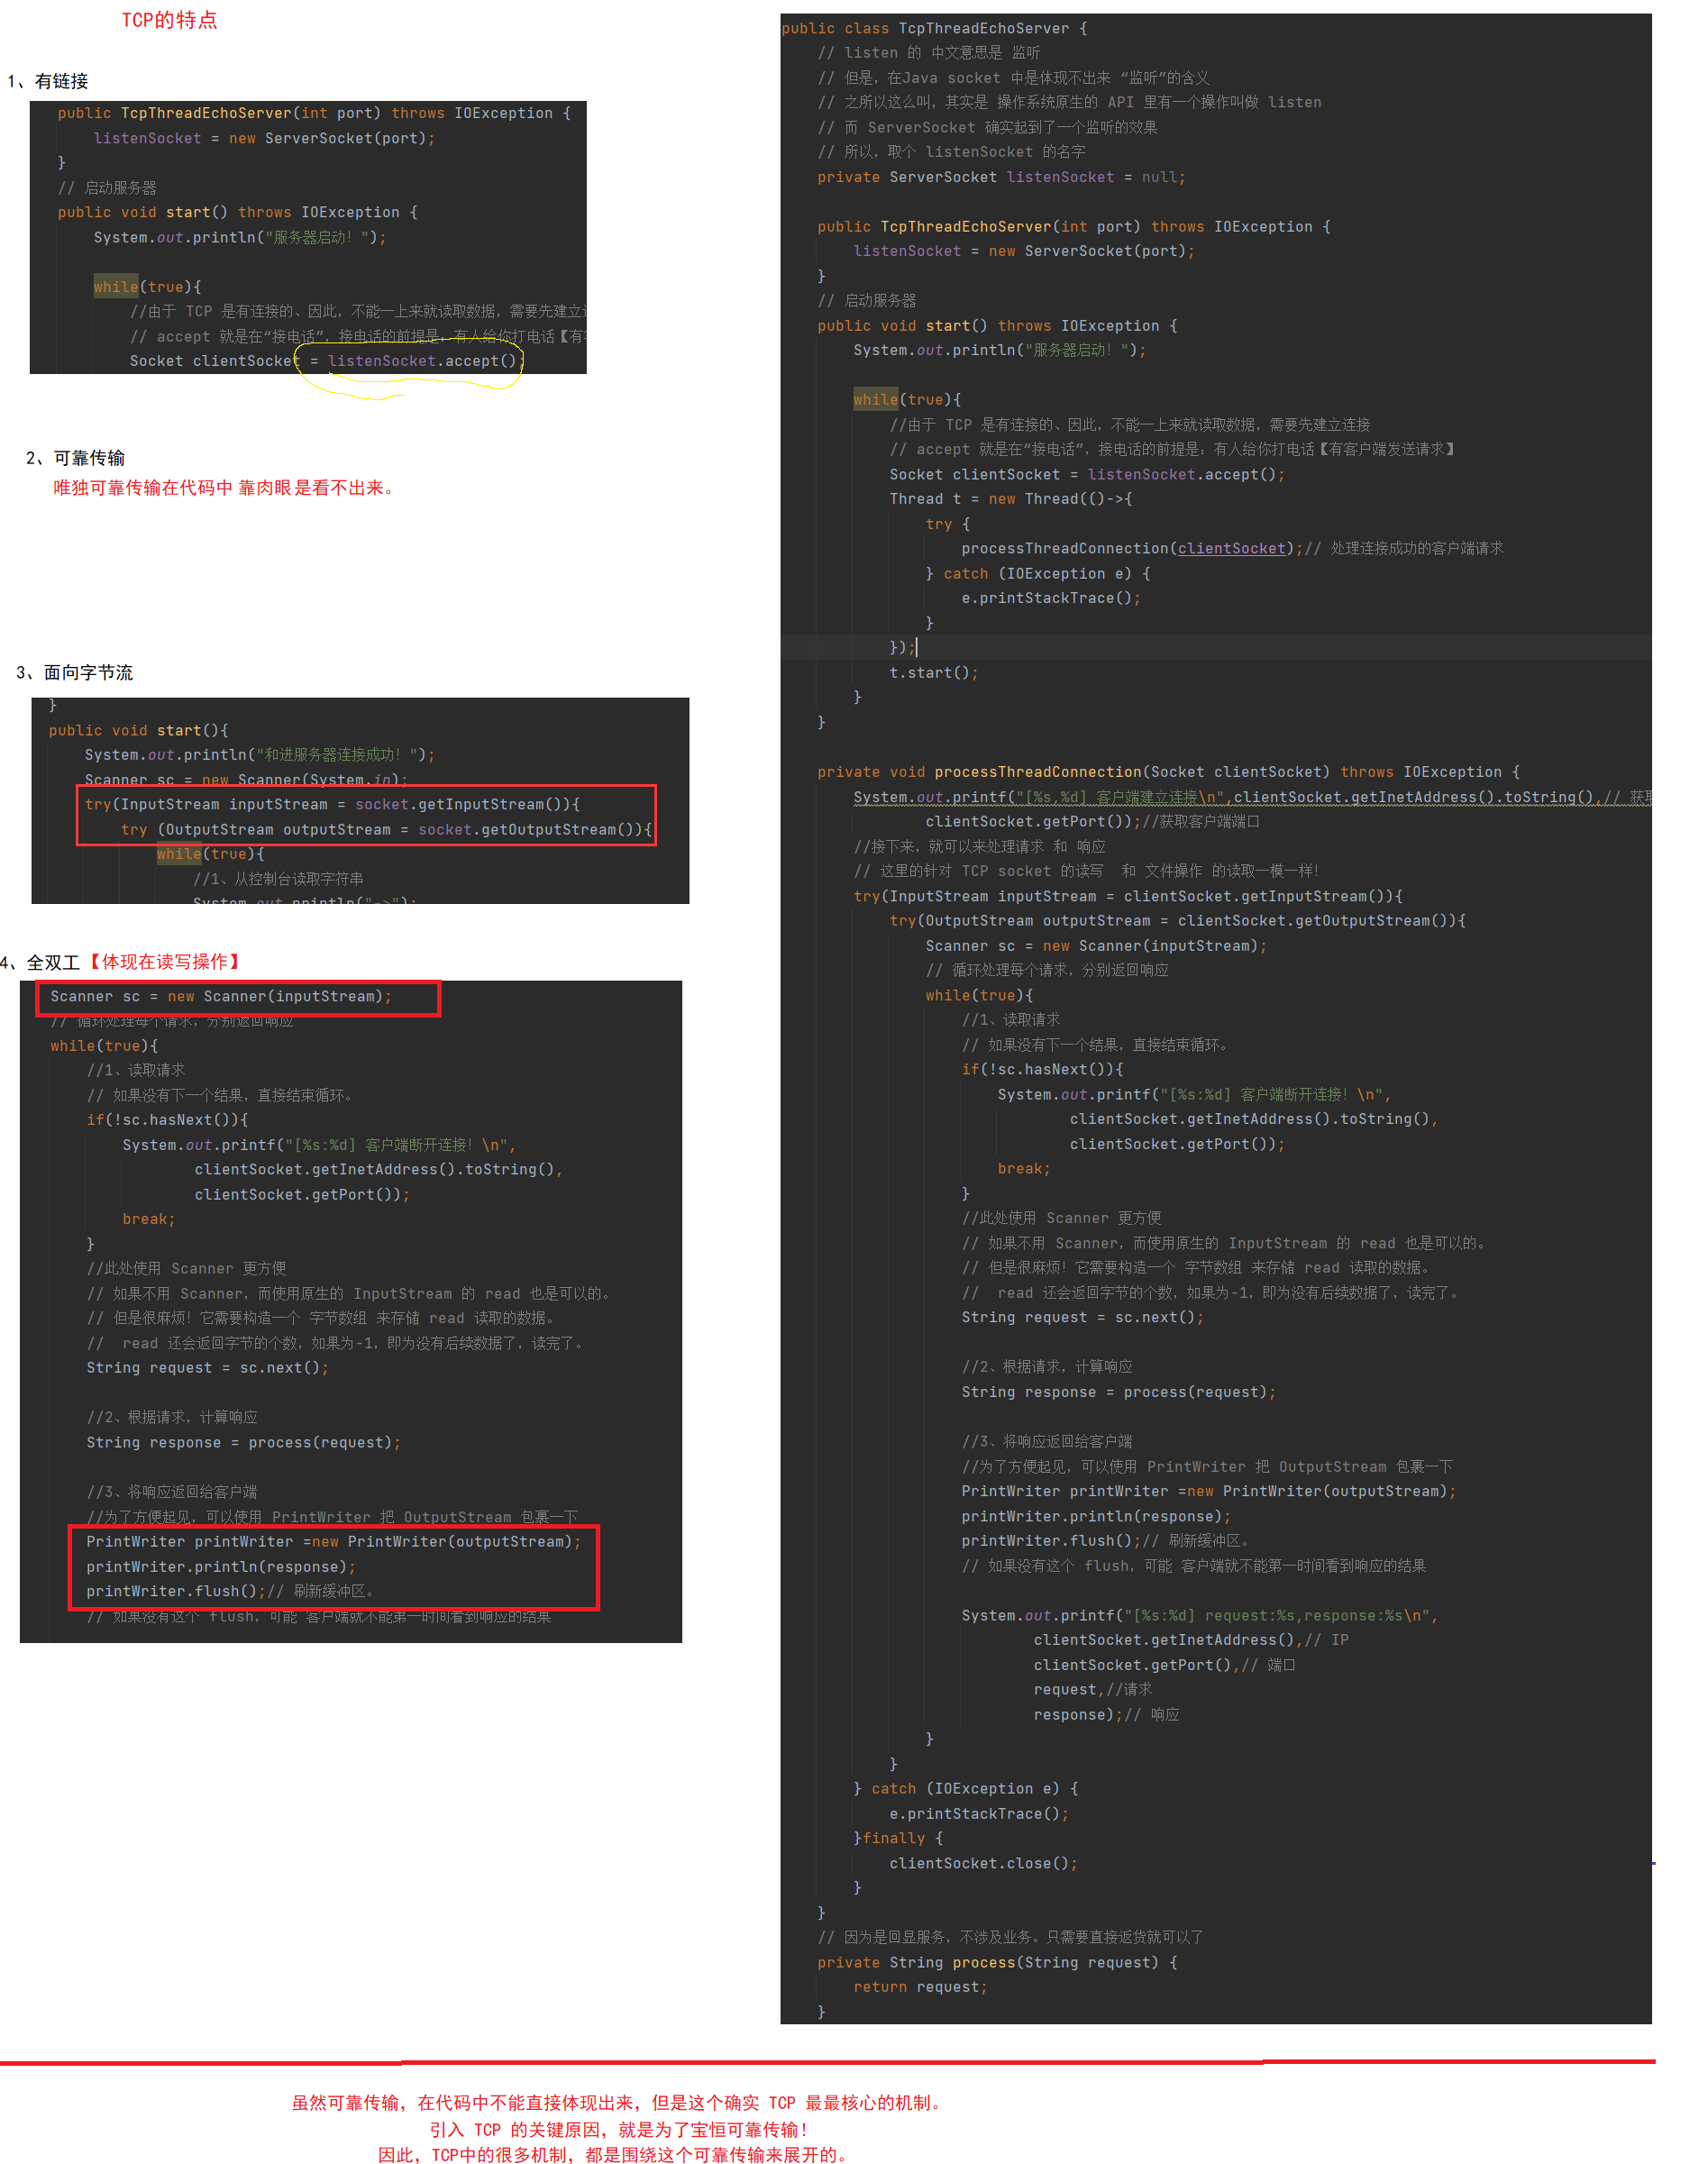 TCP的特点
1、有链接
public TcpThreadEchoServer(int port) throws IOException {
listenSocket = new ServerSocket(port);
}
// 启动服务器
public void start() throws IOException {
System.out.println("服务器启动！");
while(true){
//由于 TCP 是有连接的、因此，不能一上来就读取数据，需要先建立
// accept 就是在“接电话”，接电话的前提是：有人给你打电话【有
Socket clientSocket = listenSocket.accept();
2、可靠传输
唯独可靠传输在代码中 靠肉眼是看不出来。
3、面向字节流
}
public void start(){
System.out.println("和进服务器连接成功！");
Scanner sc = new Scanner(System.in);
try(InputStream inputStream = socket.getInputStream()){
try (OutputStream outputStream = socket.getOutputStream()){
while(true){
//1、从控制台读取字符串
System.out.println("->");
4、全双工【体现在读写操作】
Scanner sc = new Scanner(inputStream);
// 循环处理每个请求，分别返回响应
while(true){
//1、读取请求
// 如果没有下一个结果，直接结束循环。
if(!sc.hasNext()){
System.out.printf("[%s:%d] 客户端断开连接！\n",
clientSocket.getInetAddress().toString(),
clientSocket.getPort());
break;
}
//此处使用 Scanner 更方便
// 如果不用 Scanner，而使用原生的 InputStream 的 read 也是可以的。
// 但是很麻烦！它需要构造一个 字节数组 来存储 read 读取的数据。
// read 还会返回字节的个数，如果为-1，即为没有后续数据了，读完了。
String request = sc.next();
//2、根据请求，计算响应
String response = process(request);
//3、将响应返回给客户端
//为了方便起见，可以使用 PrintWriter 把 OutputStream 包裹一下
PrintWriter printWriter =new PrintWriter(outputStream);
printWriter.println(response);
printWriter.flush();// 刷新缓冲区。
// 如果没有这个 flush，可能 客户端就不能第一时间看到响应的结果
public class TcpThreadEchoServer {
// listen 的 中文意思是 监听
// 但是，在Java socket 中是体现不出来 “监听”的含义
// 之所以这么叫，其实是 操作系统原生的 API 里有一个操作叫做 listen
// 而 ServerSocket 确实起到了一个监听的效果
// 所以，取个 listenSocket 的名字
private ServerSocket listenSocket = null;
public TcpThreadEchoServer(int port) throws IOException {
listenSocket = new ServerSocket(port);
}
// 启动服务器
public void start() throws IOException {
System.out.println("服务器启动！");
while(true){
//由于 TCP 是有连接的、因此，不能一上来就读取数据，需要先建立连接
// accept 就是在“接电话”，接电话的前提是：有人给你打电话【有客户端发送请求】
Socket clientSocket = listenSocket.accept();
Thread t = new Thread(()->{
try {
processThreadConnection(clientSocket);// 处理连接成功的客户端请求
} catch (IOException e) {
e.printStackTrace();
}
});
t.start();
}
}
private void processThreadConnection(Socket clientSocket) throws IOException {
System.out.printf("[%s,%d] 客户端建立连接\n",clientSocket.getInetAddress().toString(),// 获取
clientSocket.getPort());//获取客户端端口
//接下来，就可以来处理请求 和 响应
// 这里的针对 TCP socket 的读写 和 文件操作 的读取一模一样！
try(InputStream inputStream = clientSocket.getInputStream()){
try(OutputStream outputStream = clientSocket.getOutputStream()){
Scanner sc = new Scanner(inputStream);
// 循环处理每个请求，分别返回响应
while(true){
//1、读取请求
// 如果没有下一个结果，直接结束循环。
if(!sc.hasNext()){
System.out.printf("[%s:%d] 客户端断开连接！\n",
clientSocket.getInetAddress().toString(),
clientSocket.getPort());
break;
}
//此处使用 Scanner 更方便
// 如果不用 Scanner，而使用原生的 InputStream 的 read 也是可以的。
// 但是很麻烦！它需要构造一个 字节数组 来存储 read 读取的数据。
// read 还会返回字节的个数，如果为-1，即为没有后续数据了，读完了。
String request = sc.next();
//2、根据请求，计算响应
String response = process(request);
//3、将响应返回给客户端
//为了方便起见，可以使用 PrintWriter 把 OutputStream 包裹一下
PrintWriter printWriter =new PrintWriter(outputStream);
printWriter.println(response);
printWriter.flush();// 刷新缓冲区。
// 如果没有这个 flush，可能 客户端就不能第一时间看到响应的结果
System.out.printf("[%s:%d] request:%s,response:%s\n",
clientSocket.getInetAddress(),// IP
clientSocket.getPort(),// 端口
request,//请求
response);// 响应
}
}
} catch (IOException e) {
e.printStackTrace();
}finally {
clientSocket.close();
}
}
// 因为是回显服务，不涉及业务。只需要直接返货就可以了
private String process(String request) {
return request;
}
虽然可靠传输，在代码中不能直接体现出来，但是这个确实 TCP 最最核心的机制。
引入 TCP 的关键原因，就是为了宝恒可靠传输！
因此，TCP中的很多机制，都是围绕这个可靠传输来展开的。